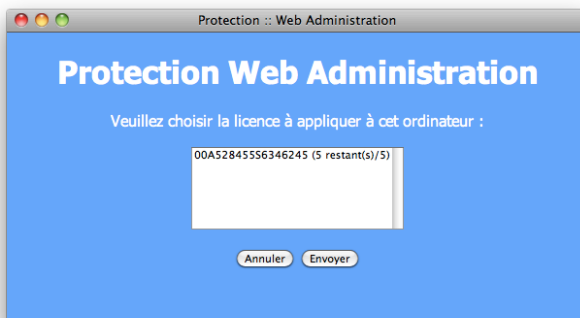 Protection :: Web Administration
Protection Web Administration
Veuillez choisir la licence à appliquer à cet ordinateur :
00A52845556346245 (5 restant(s)/5)
Annuler Envoyer